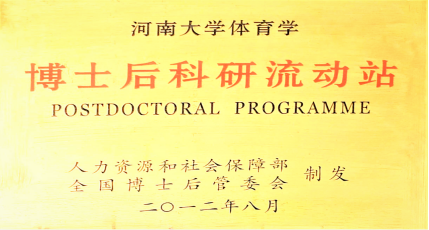 河南大学体育学
博士后科研流动站
POSTDOCTORAL PROGRAMME
人力资源和社会保障部
全国博士后管委会
制发
二〇一二年八月